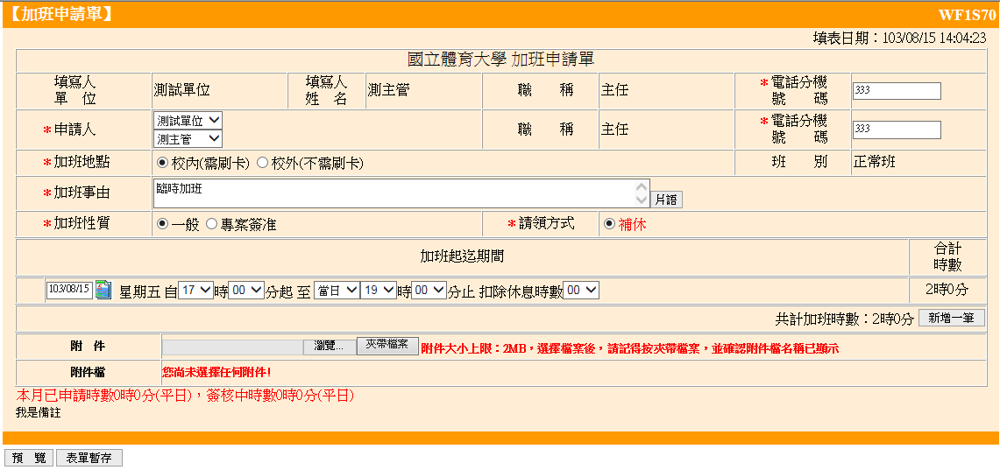 【加班申請單】 WF1S70
填表日期：103/08/15 14:04:23
國立體育大學 加班申請單
填寫人單　位 測試單位 填寫人姓　名 測主管 職　　稱 主任 *電話分機號　　碼 333
*申請人 測試單位 測主管 職　　稱 主任 *電話分機號　　碼 333
*加班地點 校內(需刷卡) 校外(不需刷卡) 班　　別 正常班
*加班事由 臨時加班 片語
*加班性質 一般 專案簽准 *請領方式 補休
加班起迄期間 合計時數
103/08/15 星期五 自 17 時 00 分起 至 當日 19 時 00 分止 扣除休息時數 00 2時0分
共計加班時數：2時0分 新增一筆
附　件 瀏覽... 夾帶檔案 附件大小上限：2MB，選擇檔案後，請記得按夾帶檔案，並確認附件檔名稱已顯示
附件檔 您尚未選擇任何附件!
本月已申請時數0時0分(平日)，簽核中時數0時0分(平日)
我是備註
預　覽 表單暫存